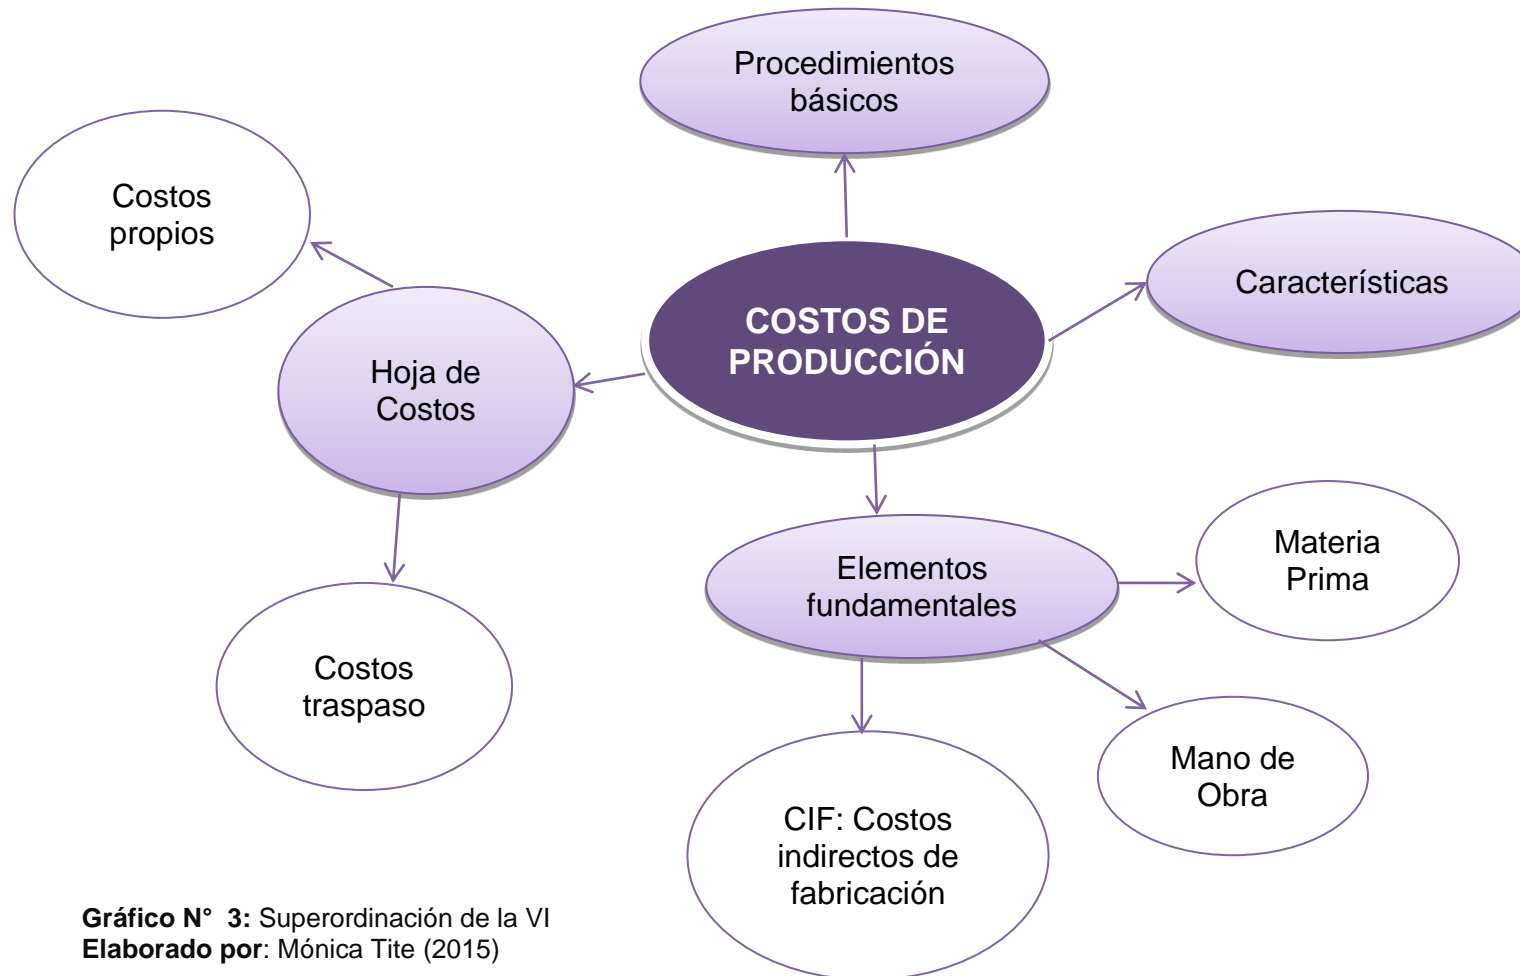 Procedimientos
básicos
Costos
propios
Característícas
COSTOS DE
PRODUCCIÓN
Hoja de
Costos
Elementos
fundamentales
Materia
Prima
Costos
traspaso
Mano de
Obra
CIF: Costos
indirectos de
fabricación
Gráfico N° 3: Superordinación de la VI
Elaborado por: Mónica Tite (2015)